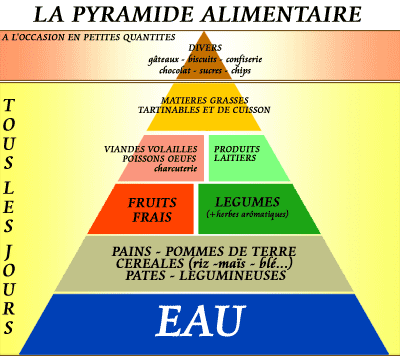 LA PYRAMIDE ALIMENTAIRE
A L'OCCASION EN PETITES QUANTITES
DIVERS
gâteaux - biscuits - confiserie
chocolat - sucres - chips
TOUS LES JOURS
MATIERES GRASSES
TARTINABLES ET DE CUISSON
VIANDES VOLAILLES
POISSONS OEUFS
charcuterie
PRODUITS
LAITIERS
FRUITS
FRAIS
LEGUMES
(+herbes arômatiques)
PAINS - POMMES DE TERRE
CEREALES (riz -maïs - blé...)
PATES - LEGUMINEUSES
EAU